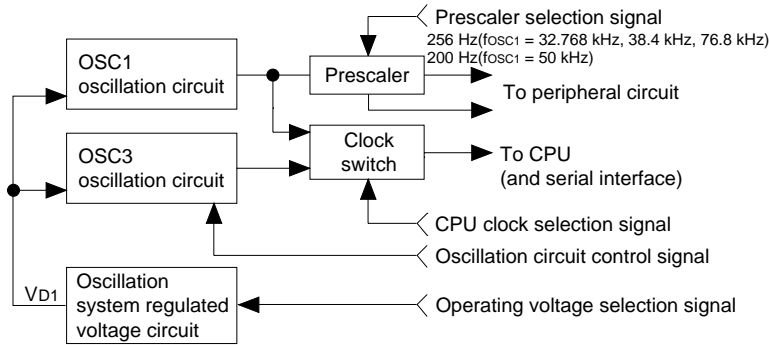 Prescaler selection signal
256 Hz(fOSC1 = 32.768 kHz, 38.4 kHz, 76.8 kHz)
200 Hz(fOSC1 = 50 kHz)
OSC1
oscillation circuit
Prescaler
To peripheral circuit
OSC3
oscillation circuit
Clock
switch
To CPU
(and serial interface)
CPU clock selection signal
Oscillation circuit control signal
VD1
Oscillation
system regulated
voltage circuit
Operating voltage selection signal